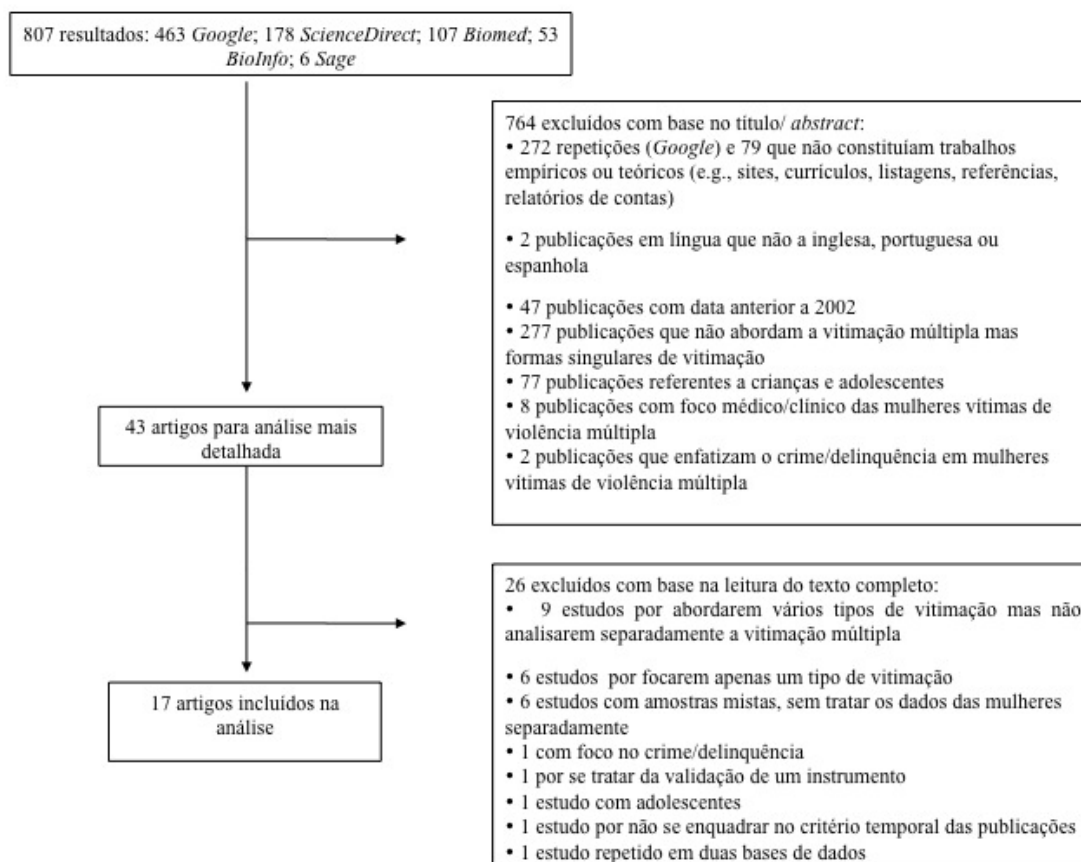 807 resultados: 463 Google; 178 ScienceDirect; 107 Biomed; 53
BioInfo; 6 Sage
764 excluídos com base no título/ abstract:
• 272 repetições (Google) e 79 que não constituíam trabalhos
empíricos ou teóricos (e.g., sites, currículos, listagens, referências,
relatórios de contas)
• 2 publicações em língua que não a inglesa, portuguesa ou
espanhola
• 47 publicações com data anterior a 2002
• 277 publicações que não abordam a vitimação múltipla mas
formas singulares de vitimação
• 77 publicações referentes a crianças e adolescentes
• 8 publicações com foco médico/clínico das mulheres vítimas de
violência múltipla
• 2 publicações que enfatizam o crime/delinquência em mulheres
vítimas de violência múltipla
43 artigos para análise mais
detalhada
26 excluídos com base na leitura do texto completo:
• 9 estudos por abordarem vários tipos de vitimação mas não
analisarem separadamente a vitimação múltipla
• 6 estudos por focarem apenas um tipo de vitimação
• 6 estudos com amostras mistas, sem tratar os dados das mulheres
separadamente
• 1 com foco no crime/delinquência
• 1 por se tratar da validação de um instrumento
• 1 estudo com adolescentes
• 1 estudo por não se enquadrar no critério temporal das publicações
• 1 estudo repetido em duas bases de dados
17 artigos incluídos na
análise